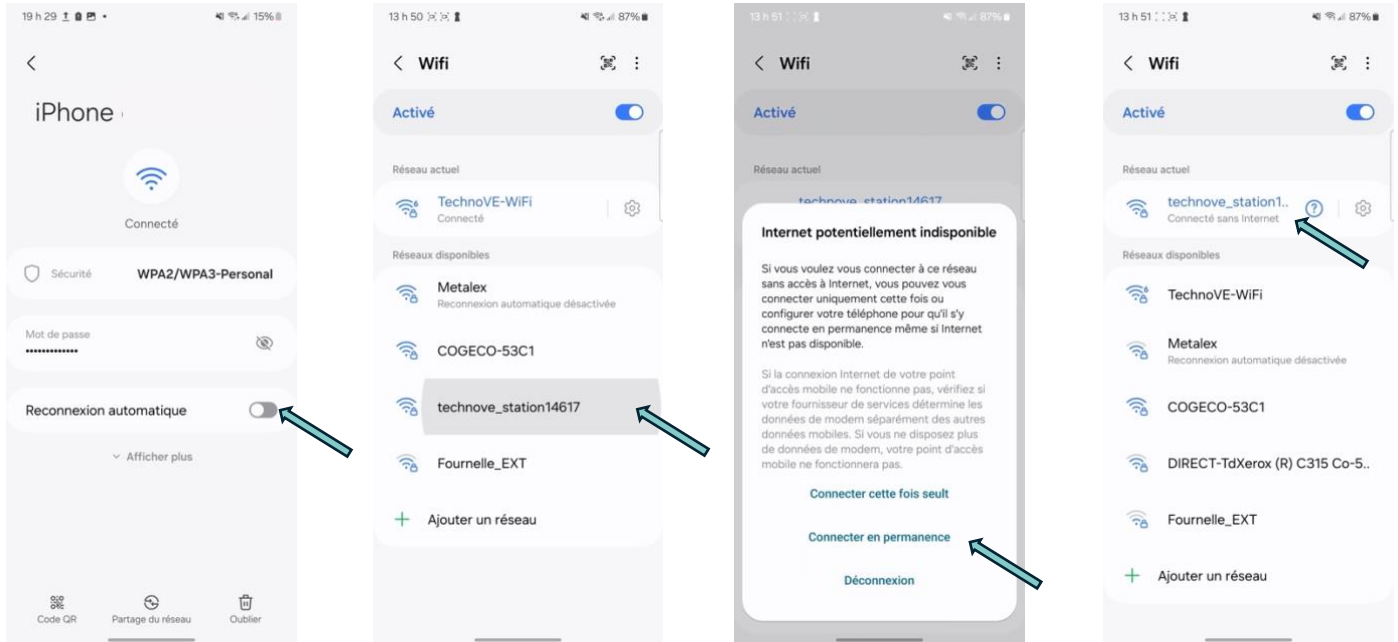 19 h 29
15%
iPhone
Connecté
Sécurité
WPA2/WPA3-Personal
Mot de passe
•••••••••••••
Reconnexion automatique
Afficher plus
Code QR
Partage du réseau
Oublier
13 h 50
87%
Wifi
Activé
Réseau actuel
TechnoVE-WiFi
Connecté
Réseaux disponibles
Metalex
Reconnexion automatique désactivée
COGECO-53C1
technove_station14617
Fournelle_EXT
Ajouter un réseau
13 h 51
87%
Wifi
Activé
Réseau actuel
technove_station14617
Internet potentiellement indisponible
Si vous voulez vous connecter à ce réseau
sans accès à Internet, vous pouvez vous
connecter uniquement cette fois ou
configurer votre téléphone pour qu'il s'y
connecte en permanence même si Internet
n'est pas disponible.
Si la connexion Internet de votre point
d'accès mobile ne fonctionne pas, vérifiez si
votre fournisseur de services détermine les
données de modem séparément des autres
données mobiles. Si vous ne disposez plus
de données de modem, votre point d'accès
mobile ne fonctionnera pas.
Connecter cette fois seult
Connecter en permanence
Déconnexion
13 h 51
87%
Wifi
Activé
Réseau actuel
technove_station1..
Connecté sans Internet
Réseaux disponibles
TechnoVE-WiFi
Metalex
Reconnexion automatique désactivée
COGECO-53C1
DIRECT-TdXerox (R) C315 Co-5..
Fournelle_EXT
Ajouter un réseau